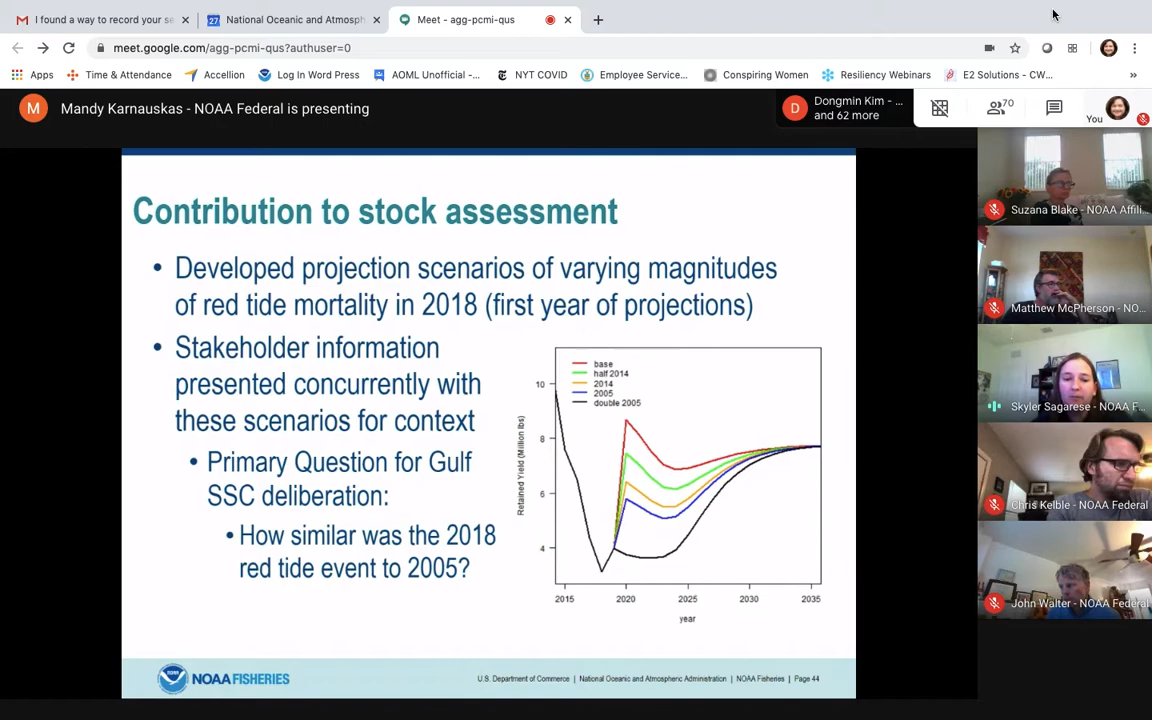 I found a way to record your se
National Oceanic and Atmosph
Meet - agg-pcmi-qus
meet.google.com/agg-pcmi-qus?authuser=0
Apps
Time & Attendance
Accellion
Log In Word Press
AOML Unofficial -...
NYT COVID
Employee Service...
Conspiring Women
Resiliency Webinars
E2 Solutions - CW...
»
M
Mandy Karnauskas - NOAA Federal is presenting
D
Dongmin Kim - ...
and 62 more
70
You
Contribution to stock assessment
• Developed projection scenarios of varying magnitudes
of red tide mortality in 2018 (first year of projections)
• Stakeholder information
presented concurrently with
these scenarios for context
• Primary Question for Gulf
SSC deliberation:
• How similar was the 2018
red tide event to 2005?
base
half 2014
2014
2005
double 2005
Retained Yield (Million lbs)
10
8
6
4
2015
2020
2025
2030
2035
year
NOAA FISHERIES
U.S. Department of Commerce | National Oceanic and Atmospheric Administration | NOAA Fisheries | Page 44
Suzana Blake - NOAA Affili...
Matthew McPherson - NO...
Skyler Sagarese - NOAA F...
Chris Kelble - NOAA Federal
John Walter - NOAA Federal